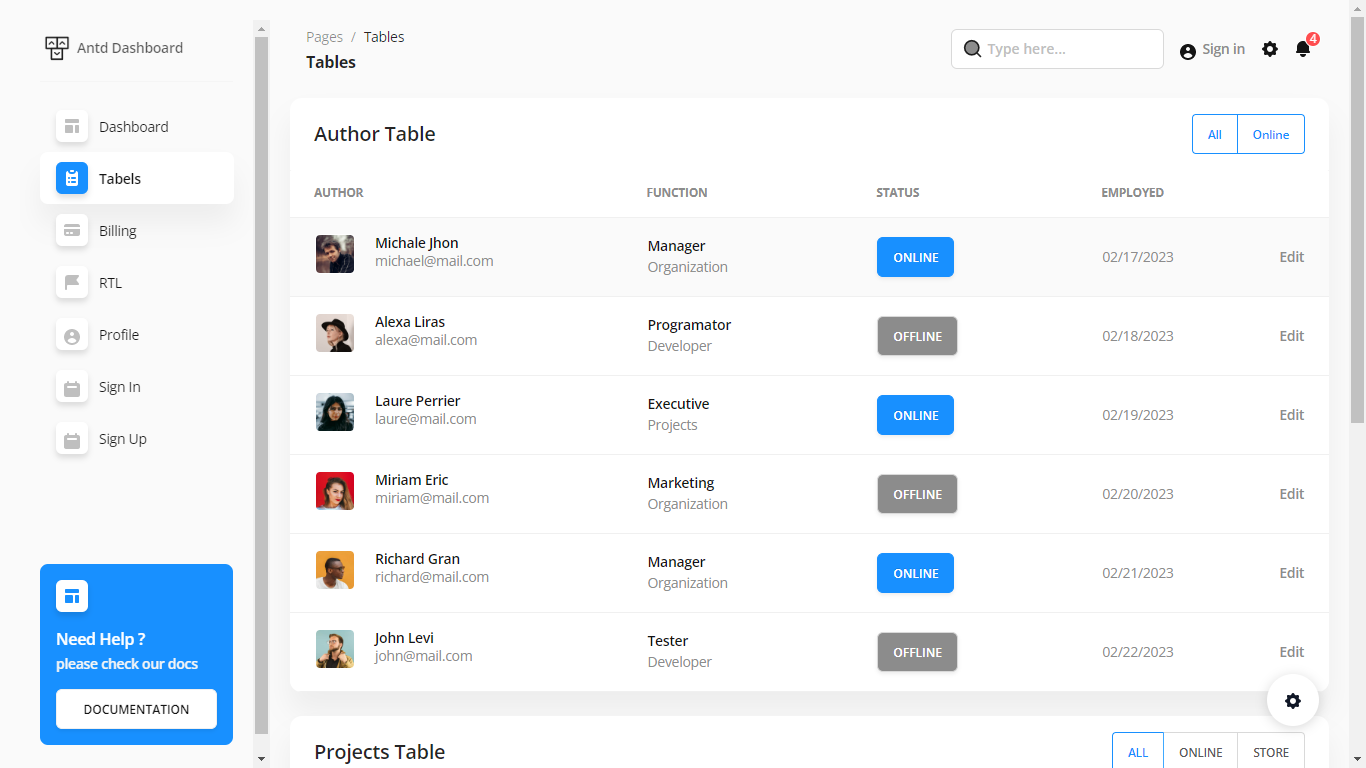 Antd Dashboard
Dashboard
Tabels
Billing
RTL
Profile
Sign In
Sign Up
Need Help ?
please check our docs
DOCUMENTATION
Pages / Tables
Tables
Type here...
Sign in
4
Author Table
All Online
AUTHOR FUNCTION STATUS EMPLOYED
Michale Jhon
michael@mail.com
Manager
Organization
ONLINE
02/17/2023
Edit
Alexa Liras
alexa@mail.com
Programator
Developer
OFFLINE
02/18/2023
Edit
Laure Perrier
laure@mail.com
Executive
Projects
ONLINE
02/19/2023
Edit
Miriam Eric
miriam@mail.com
Marketing
Organization
OFFLINE
02/20/2023
Edit
Richard Gran
richard@mail.com
Manager
Organization
ONLINE
02/21/2023
Edit
John Levi
john@mail.com
Tester
Developer
OFFLINE
02/22/2023
Edit
Projects Table
ALL ONLINE STORE